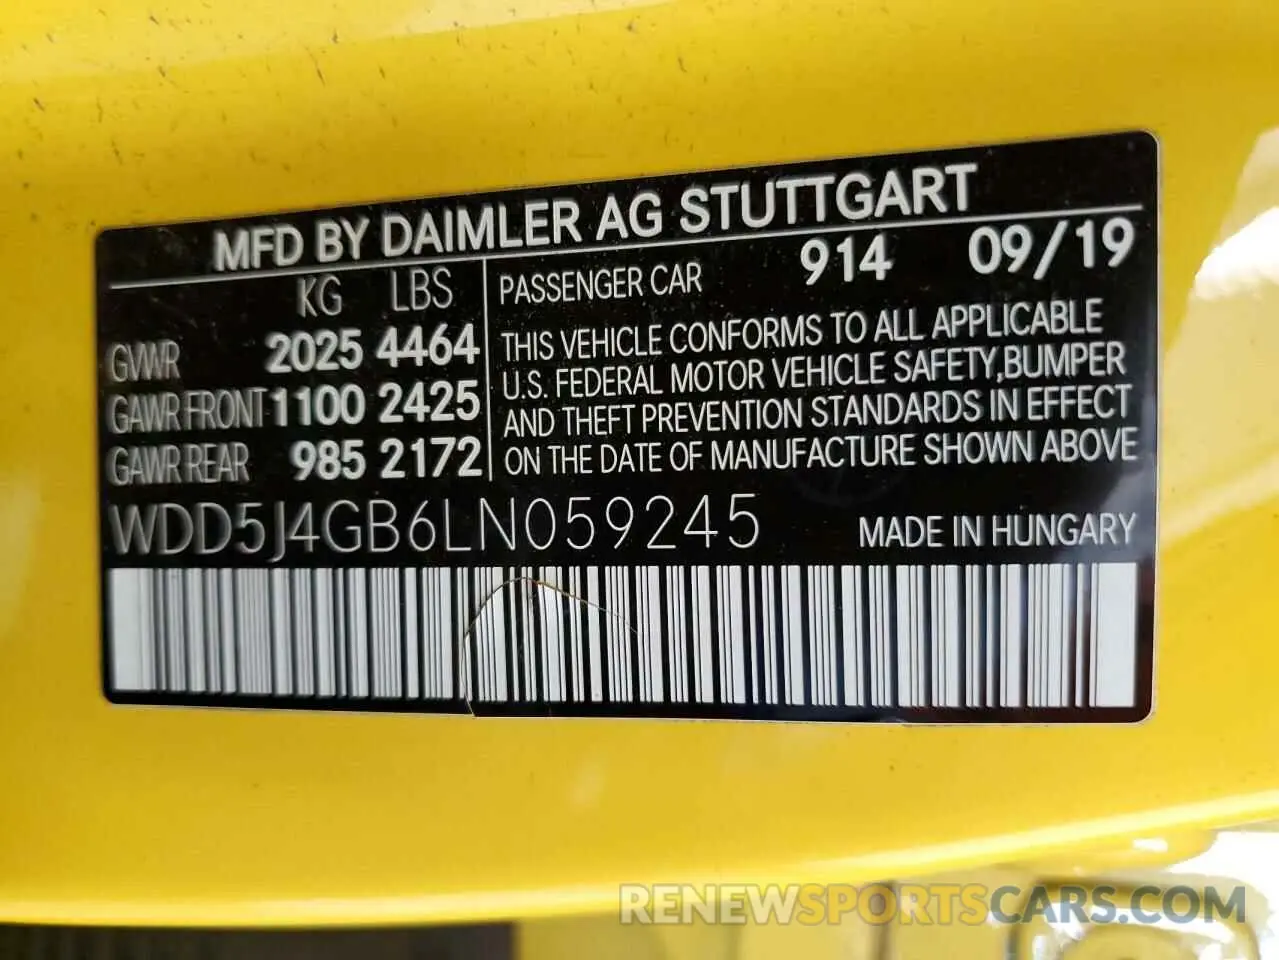 MFD BY DAIMLER AG STUTTGART
KG LBS
GVWR 2025 4464
GAWR FRONT 1100 2425
GAWR REAR 985 2172
PASSENGER CAR 914 09/19
THIS VEHICLE CONFORMS TO ALL APPLICABLE
U.S. FEDERAL MOTOR VEHICLE SAFETY,BUMPER
AND THEFT PREVENTION STANDARDS IN EFFECT
ON THE DATE OF MANUFACTURE SHOWN ABOVE
WDD5J4GB6LN059245 MADE IN HUNGARY
RENEWSPORTSCARS.COM